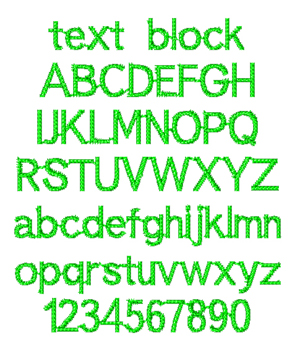 text block
ABCDEFGH
IJKLMNOPQ
RSTUVWXYZ
abcdefghijklmn
opqrstuvwxyz
1234567890